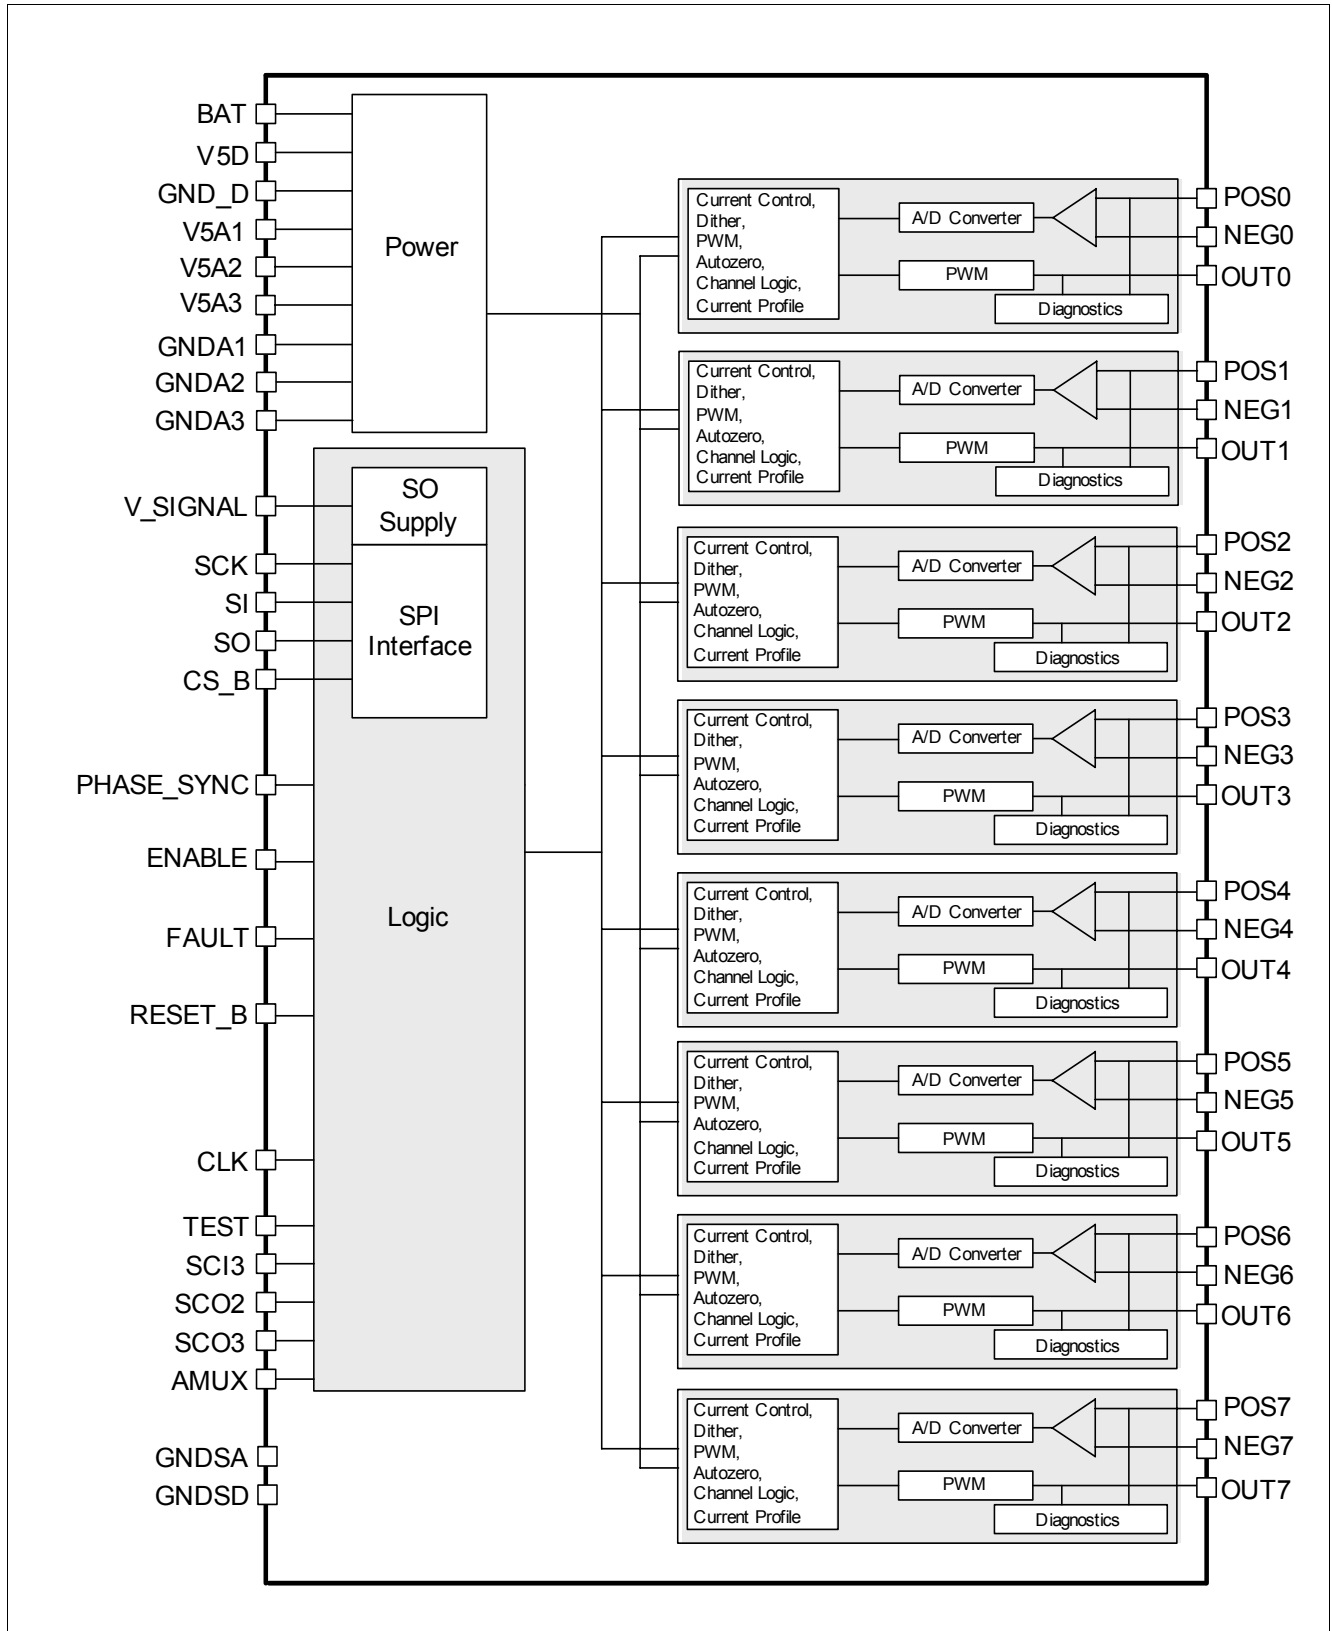 BAT
V5D
GND_D
V5A1
V5A2
V5A3
GNDA1
GNDA2
GNDA3
Power
V_SIGNAL
SCK
SI
SO
CS_B
SO
Supply
SPI
Interface
PHASE_SYNC
ENABLE
FAULT
RESET_B
CLK
TEST
SCI3
SCO2
SCO3
AMUX
Logic
GNDSA
GNDSD
Current Control,
Dither,
PWM,
Autozero,
Channel Logic,
Current Profile
A/D Converter
PWM
Diagnostics
POS0
NEG0
OUT0
Current Control,
Dither,
PWM,
Autozero,
Channel Logic,
Current Profile
A/D Converter
PWM
Diagnostics
POS1
NEG1
OUT1
Current Control,
Dither,
PWM,
Autozero,
Channel Logic,
Current Profile
A/D Converter
PWM
Diagnostics
POS2
NEG2
OUT2
Current Control,
Dither,
PWM,
Autozero,
Channel Logic,
Current Profile
A/D Converter
PWM
Diagnostics
POS3
NEG3
OUT3
Current Control,
Dither,
PWM,
Autozero,
Channel Logic,
Current Profile
A/D Converter
PWM
Diagnostics
POS4
NEG4
OUT4
Current Control,
Dither,
PWM,
Autozero,
Channel Logic,
Current Profile
A/D Converter
PWM
Diagnostics
POS5
NEG5
OUT5
Current Control,
Dither,
PWM,
Autozero,
Channel Logic,
Current Profile
A/D Converter
PWM
Diagnostics
POS6
NEG6
OUT6
Current Control,
Dither,
PWM,
Autozero,
Channel Logic,
Current Profile
A/D Converter
PWM
Diagnostics
POS7
NEG7
OUT7